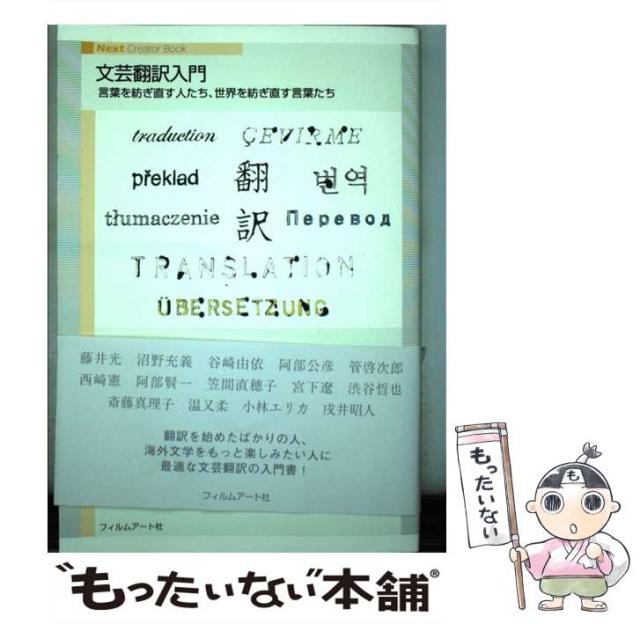 Next Creator Book
文芸翻訳入門
言葉を紡ぎ直す人たち、世界を紡ぎ直す言葉たち
traduction ÇEVIRME
překlad 翻 번역
tłumaczenie 訳 Перевод
TRANSLATION
ÜBERSETZUNG
藤井光 沼野充義 谷崎由依 阿部公彦 管啓次郎
西崎憲 阿部賢一 笠間直穂子 宮下遼 渋谷哲也
斎藤真理子 温又柔 小林エリカ 戌井昭人
翻訳を始めたばかりの人、
海外文学をもっと楽しみたい人に
最適な文芸翻訳の入門書！
フィルムアート社
フィルムアート社
もったいない
も
"もったいない"本舗®